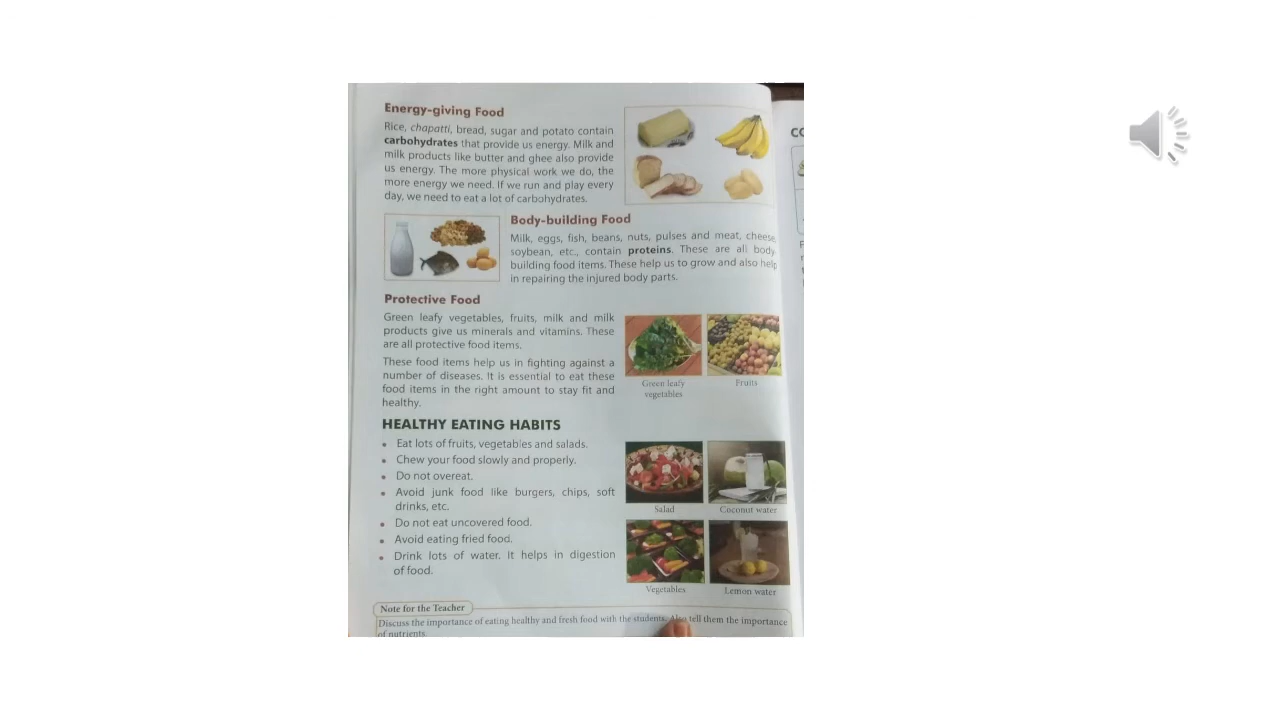 Energy-giving Food
Rice, chapatti, bread, sugar and potato contain
carbohydrates that provide us energy. Milk and
milk products like butter and ghee also provide
us energy. The more physical work we do, the
more energy we need. If we run and play every
day, we need to eat a lot of carbohydrates.
Body-building Food
Milk, eggs, fish, beans, nuts, pulses and meat, cheese,
soybean, etc., contain proteins. These are all body-
building food items. These help us to grow and also help
in repairing the injured body parts.
Protective Food
Green leafy vegetables, fruits, milk and milk
products give us minerals and vitamins. These
are all protective food items.
These food items help us in fighting against a
number of diseases. It is essential to eat these
food items in the right amount to stay fit and
healthy.
Green leafy
vegetables
Fruits
HEALTHY EATING HABITS
• Eat lots of fruits, vegetables and salads.
• Chew your food slowly and properly.
• Do not overeat.
• Avoid junk food like burgers, chips, soft
drinks, etc.
• Do not eat uncovered food.
• Avoid eating fried food.
• Drink lots of water. It helps in digestion
of food.
Salad
Coconut water
Vegetables
Lemon water
Note for the Teacher
Discuss the importance of eating healthy and fresh food with the students. Also tell them the importance
of nutrients.
CO